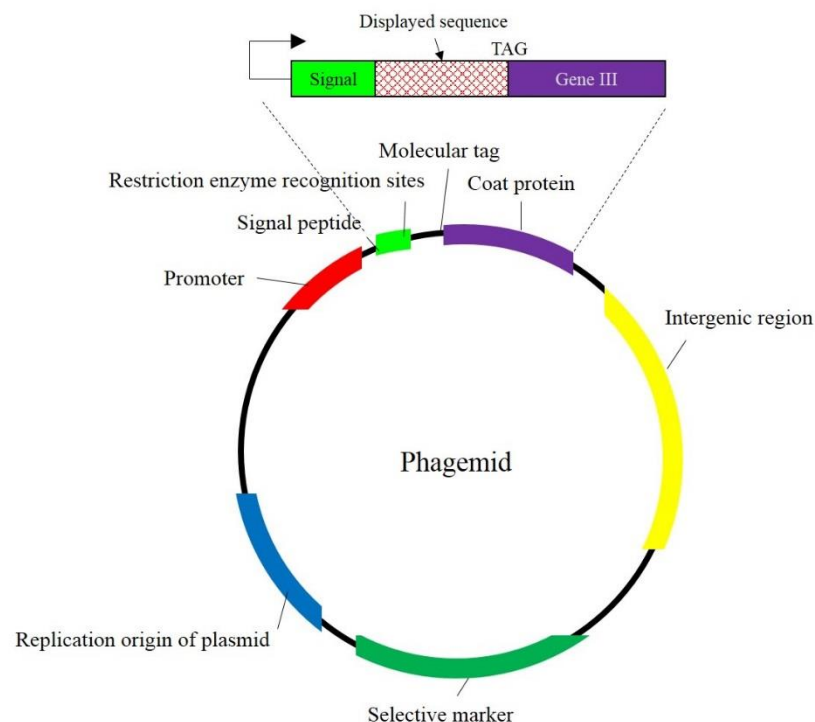 Displayed sequence
TAG
Signal
Gene III
Molecular tag
Restriction enzyme recognition sites
Coat protein
Signal peptide
Promoter
Intergenic region
Phagemid
Replication origin of plasmid
Selective marker